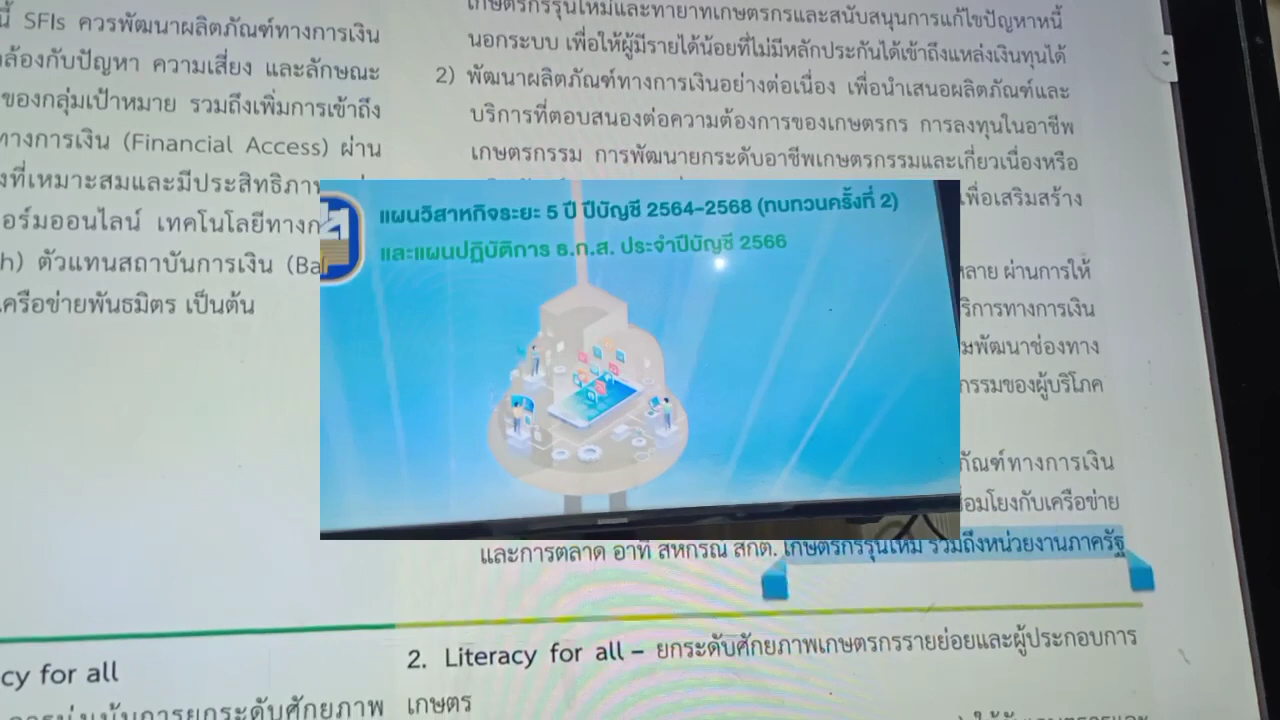 นี้ SFIs ควรพัฒนาผลิตภัณฑ์ทางการเงิน
คล้องกับปัญหา ความเสี่ยง และลักษณะ
ของกลุ่มเป้าหมาย รวมถึงเพิ่มการเข้าถึง
ทางการเงิน (Financial Access) ผ่าน
ที่เหมาะสมและมีประสิทธิภาพ
อร์มออนไลน์ เทคโนโลยีทาง
h) ตัวแทนสถาบันการเงิน (Ba
เครือข่ายพันธมิตร เป็นต้น
เกษตรกรรุ่นใหม่และทายาทเกษตรกรและสนับสนุนการแก้ไขปัญหาหนี้
นอกระบบ เพื่อให้ผู้มีรายได้น้อยที่ไม่มีหลักประกันได้เข้าถึงแหล่งเงินทุนได้
2) พัฒนาผลิตภัณฑ์ทางการเงินอย่างต่อเนื่อง เพื่อนำเสนอผลิตภัณฑ์และ
บริการที่ตอบสนองต่อความต้องการของเกษตรกร การลงทุนในอาชีพ
เกษตรกรรม การพัฒนายกระดับอาชีพเกษตรกรรมและเกี่ยวเนื่องหรือ
เพื่อเสริมสร้าง
หลาย ผ่านการให้
ริการทางการเงิน
พัฒนาช่องทาง
กรรมของผู้บริโภค
ภัณฑ์ทางการเงิน
ชื่อมโยงกับเครือข่าย
และการตลาด อาทิ สหกรณ์ สกต. เกษตรกรรุ่นใหม่ รวมถึงหน่วยงานภาครัฐ
แผนวิสาหกิจระยะ 5 ปี ปีบัญชี 2564-2568 (ทบทวนครั้งที่ 2)
และแผนปฏิบัติการ ธ.ก.ส. ประจำปีบัญชี 2566
cy for all
การมุ่งเน้นการยกระดับศักยภาพ
2. Literacy for all – ยกระดับศักยภาพเกษตรกรรายย่อยและผู้ประกอบการ
เกษตร